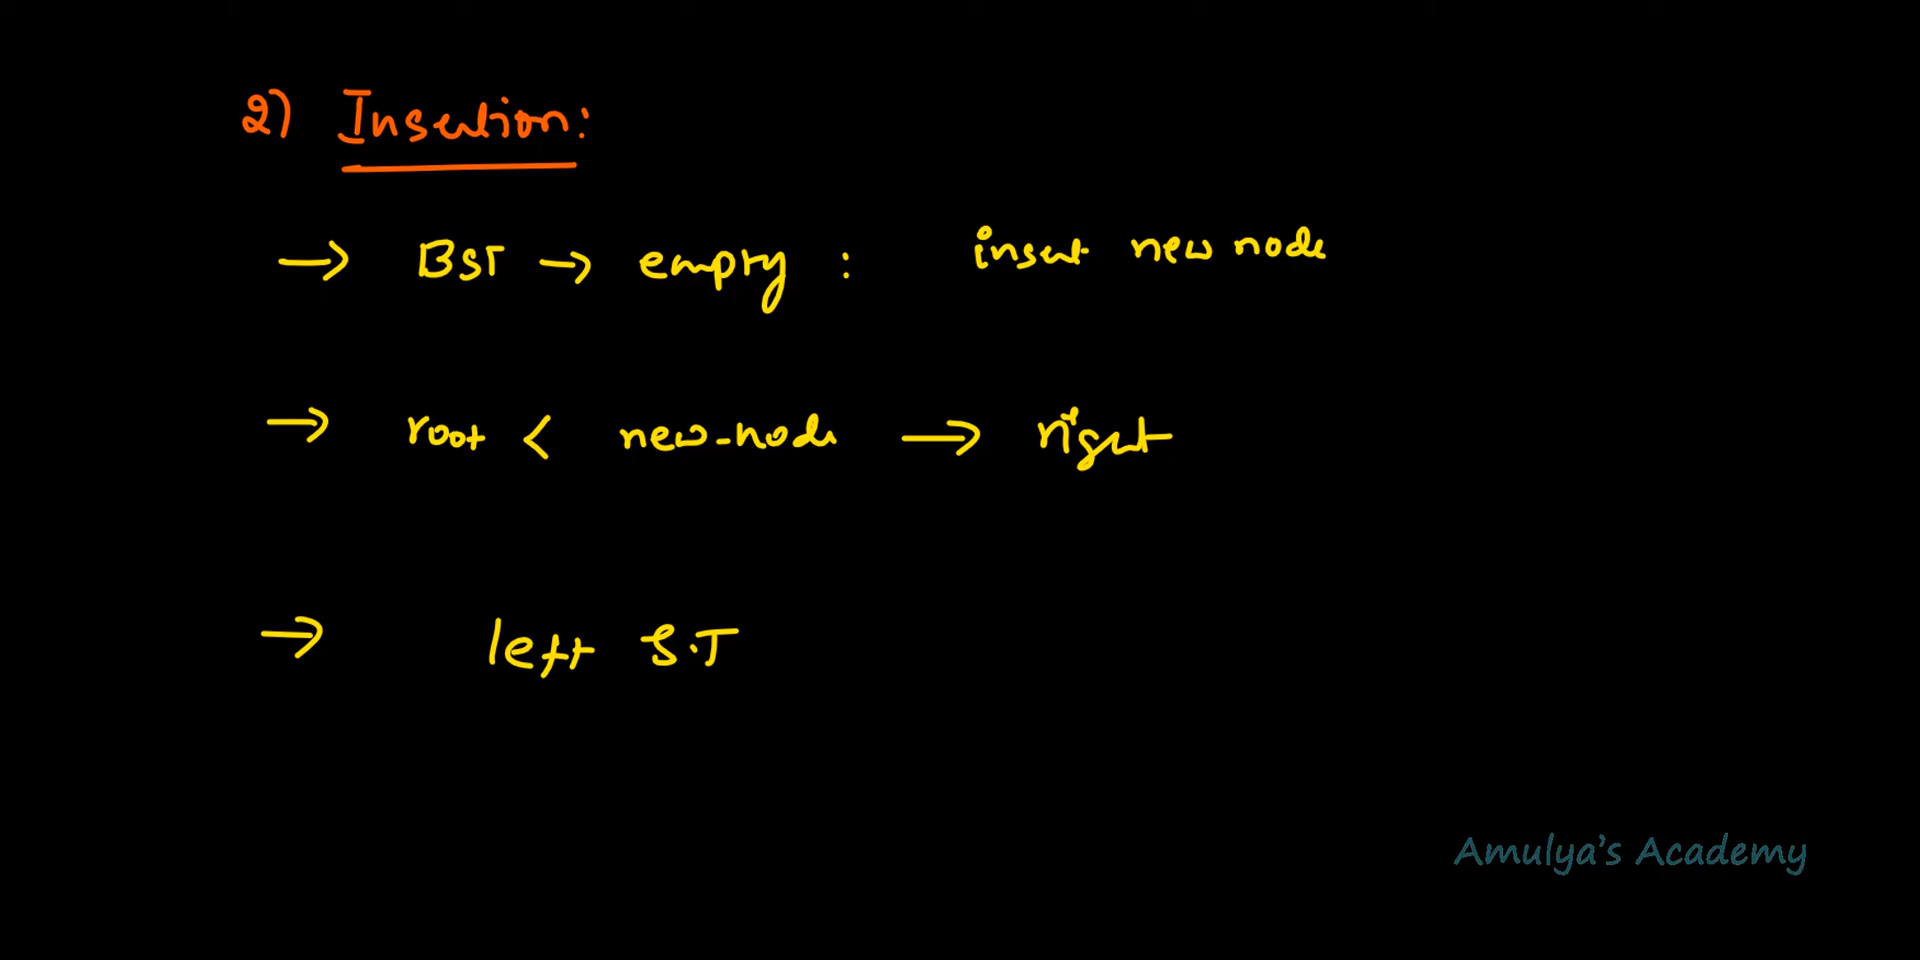 2) Insertion:
→ BST → empty : insert new node
→ root < new-node → right
→ left S.T
Amulya's Academy